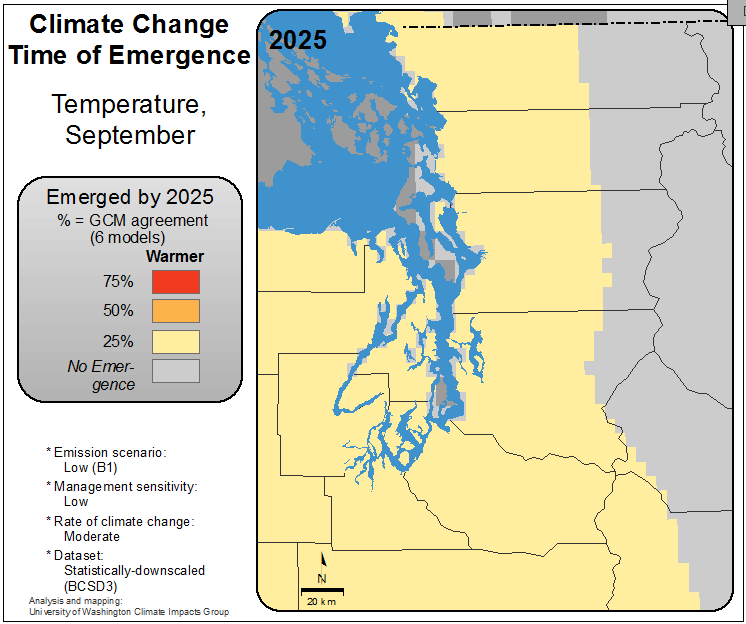 Climate Change
Time of Emergence
Temperature,
September
Emerged by 2025
% = GCM agreement
(6 models)
Warmer
75%
50%
25%
No Emer-
gence
* Emission scenario:
Low (B1)
* Management sensitivity:
Low
* Rate of climate change:
Moderate
* Dataset:
Statistically-downscaled
(BCSD3)
Analysis and mapping:
University of Washington Climate Impacts Group
2025
N
20 km